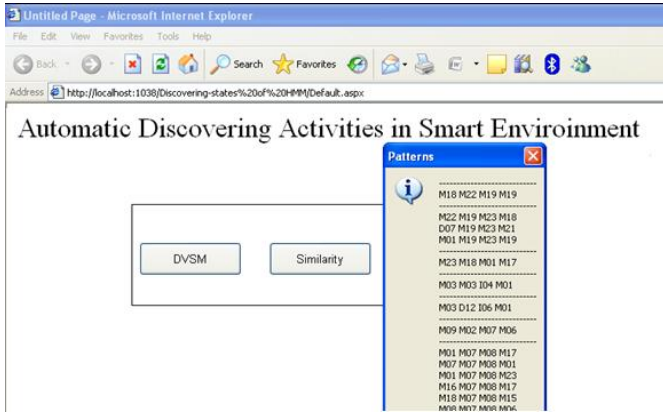 Untitled Page - Microsoft Internet Explorer
File Edit View Favorites Tools Help
Back Search Favorites
Address http://localhost:1038/Discovering-states%20of%20HMM/Default.aspx
Automatic Discovering Activities in Smart Enviroinment
Patterns
DVSM
Similarity
--------------------
M18 M22 M19 M19
--------------------
M22 M19 M23 M18
D07 M19 M23 M21
M01 M19 M23 M19
--------------------
M23 M18 M01 M17
--------------------
M03 M03 I04 M01
--------------------
M03 D12 I06 M01
--------------------
M09 M02 M07 M06
--------------------
M01 M07 M08 M17
M07 M07 M08 M01
M01 M07 M08 M23
M16 M07 M08 M17
M18 M07 M08 M15
M08 M07 M08 M06